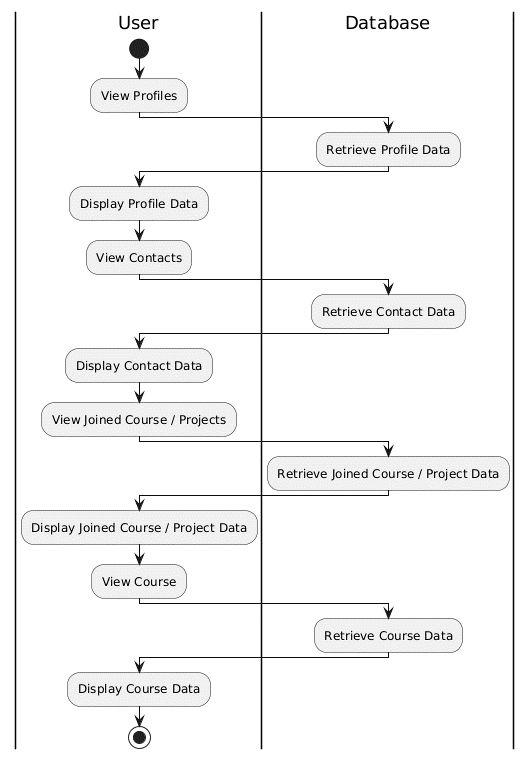 User
Database
View Profiles
Retrieve Profile Data
Display Profile Data
View Contacts
Retrieve Contact Data
Display Contact Data
View Joined Course / Projects
Retrieve Joined Course / Project Data
Display Joined Course / Project Data
View Course
Retrieve Course Data
Display Course Data